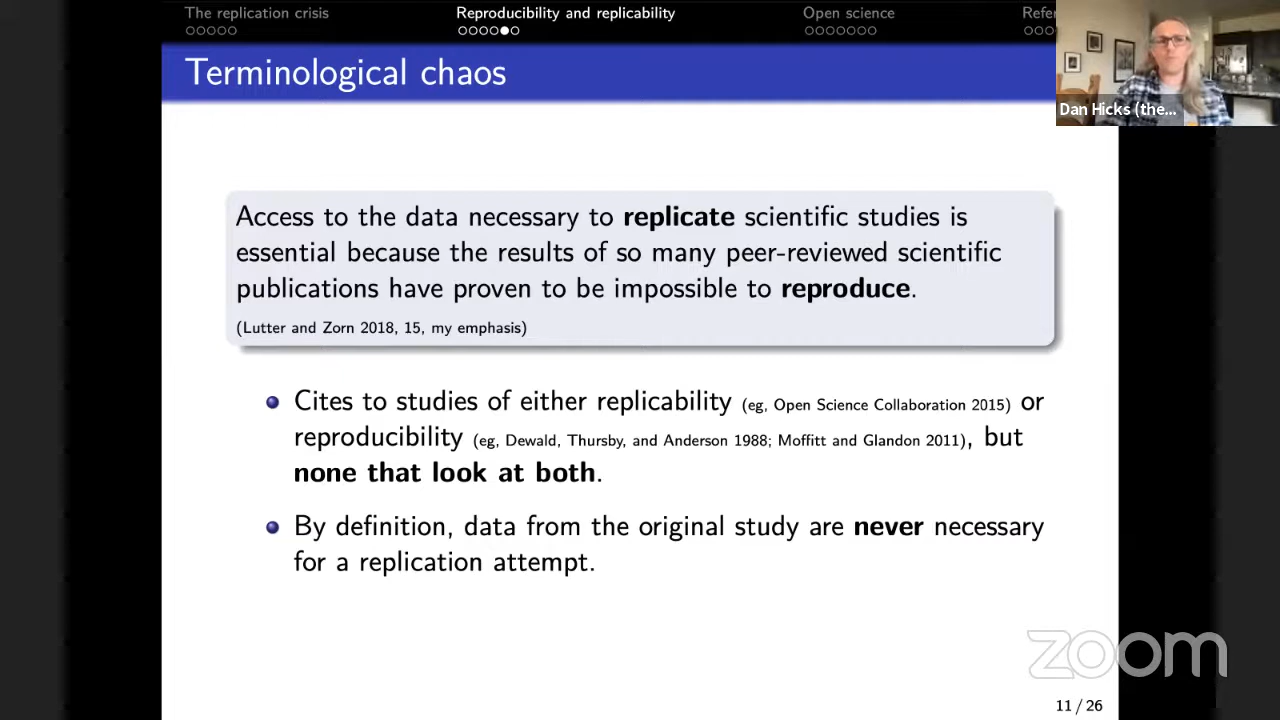 The replication crisis
Reproducibility and replicability
Open science
Refer
Terminological chaos
Dan Hicks (the...
Access to the data necessary to replicate scientific studies is
essential because the results of so many peer-reviewed scientific
publications have proven to be impossible to reproduce.
(Lutter and Zorn 2018, 15, my emphasis)
Cites to studies of either replicability (eg, Open Science Collaboration 2015) or
reproducibility (eg, Dewald, Thursby, and Anderson 1988; Moffitt and Glandon 2011), but
none that look at both.
By definition, data from the original study are never necessary
for a replication attempt.
zoom
11 / 26